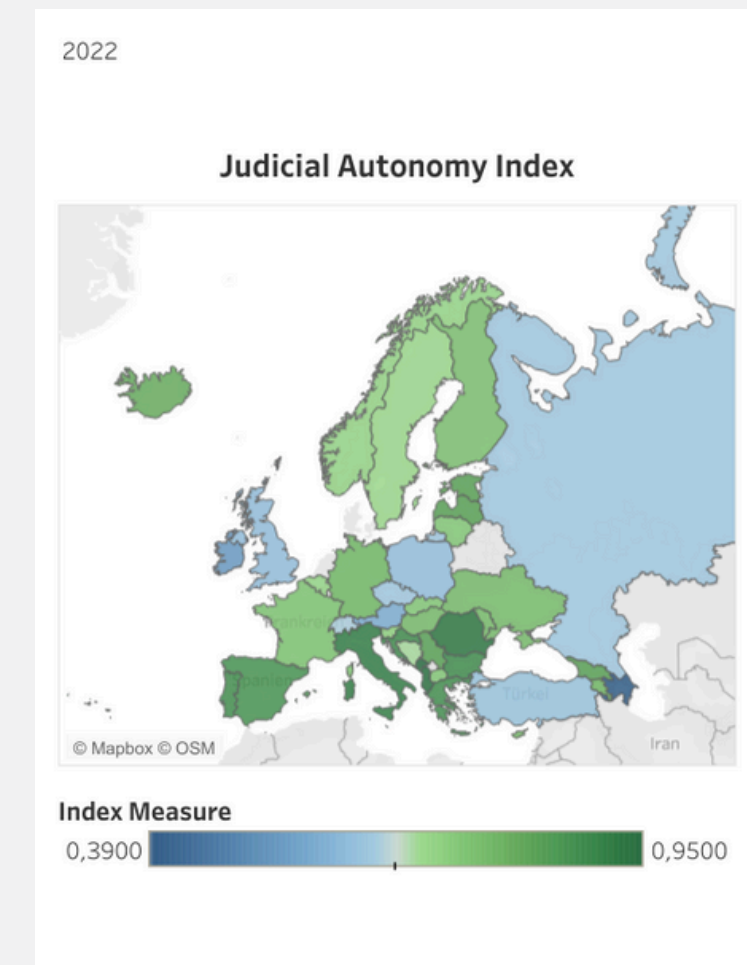 2022
Judicial Autonomy Index
Frankreich
Spanien
Türkei
Iran
© Mapbox © OSM
Index Measure
0,3900
0,9500